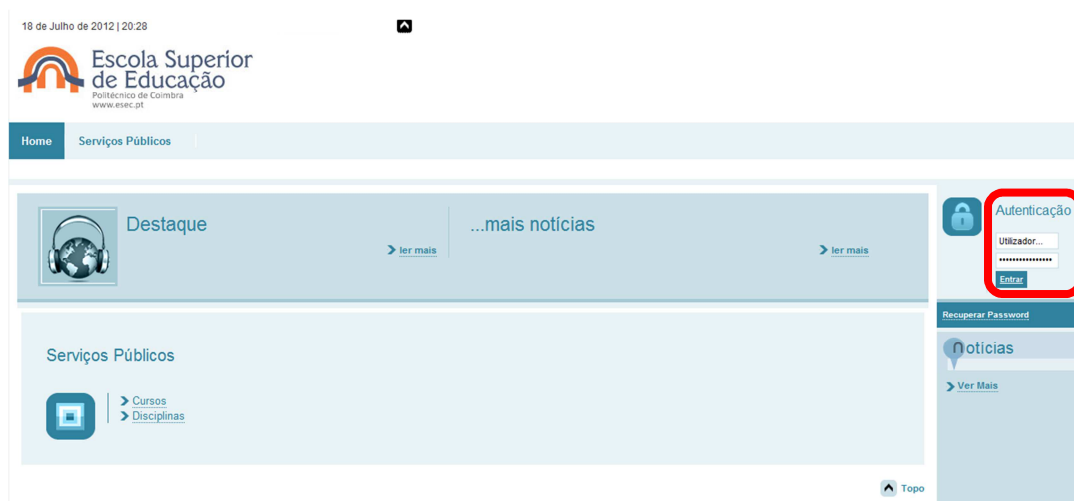 18 de Julho de 2012 | 20:28
Escola Superior
de Educação
Politécnico de Coimbra
www.esec.pt
Home Serviços Públicos
Destaque
ler mais
...mais notícias
ler mais
Autenticação
Utilizador...
••••••••••••••••
Entrar
Recuperar Password
notícias
Ver Mais
Serviços Públicos
Cursos
Disciplinas
Topo